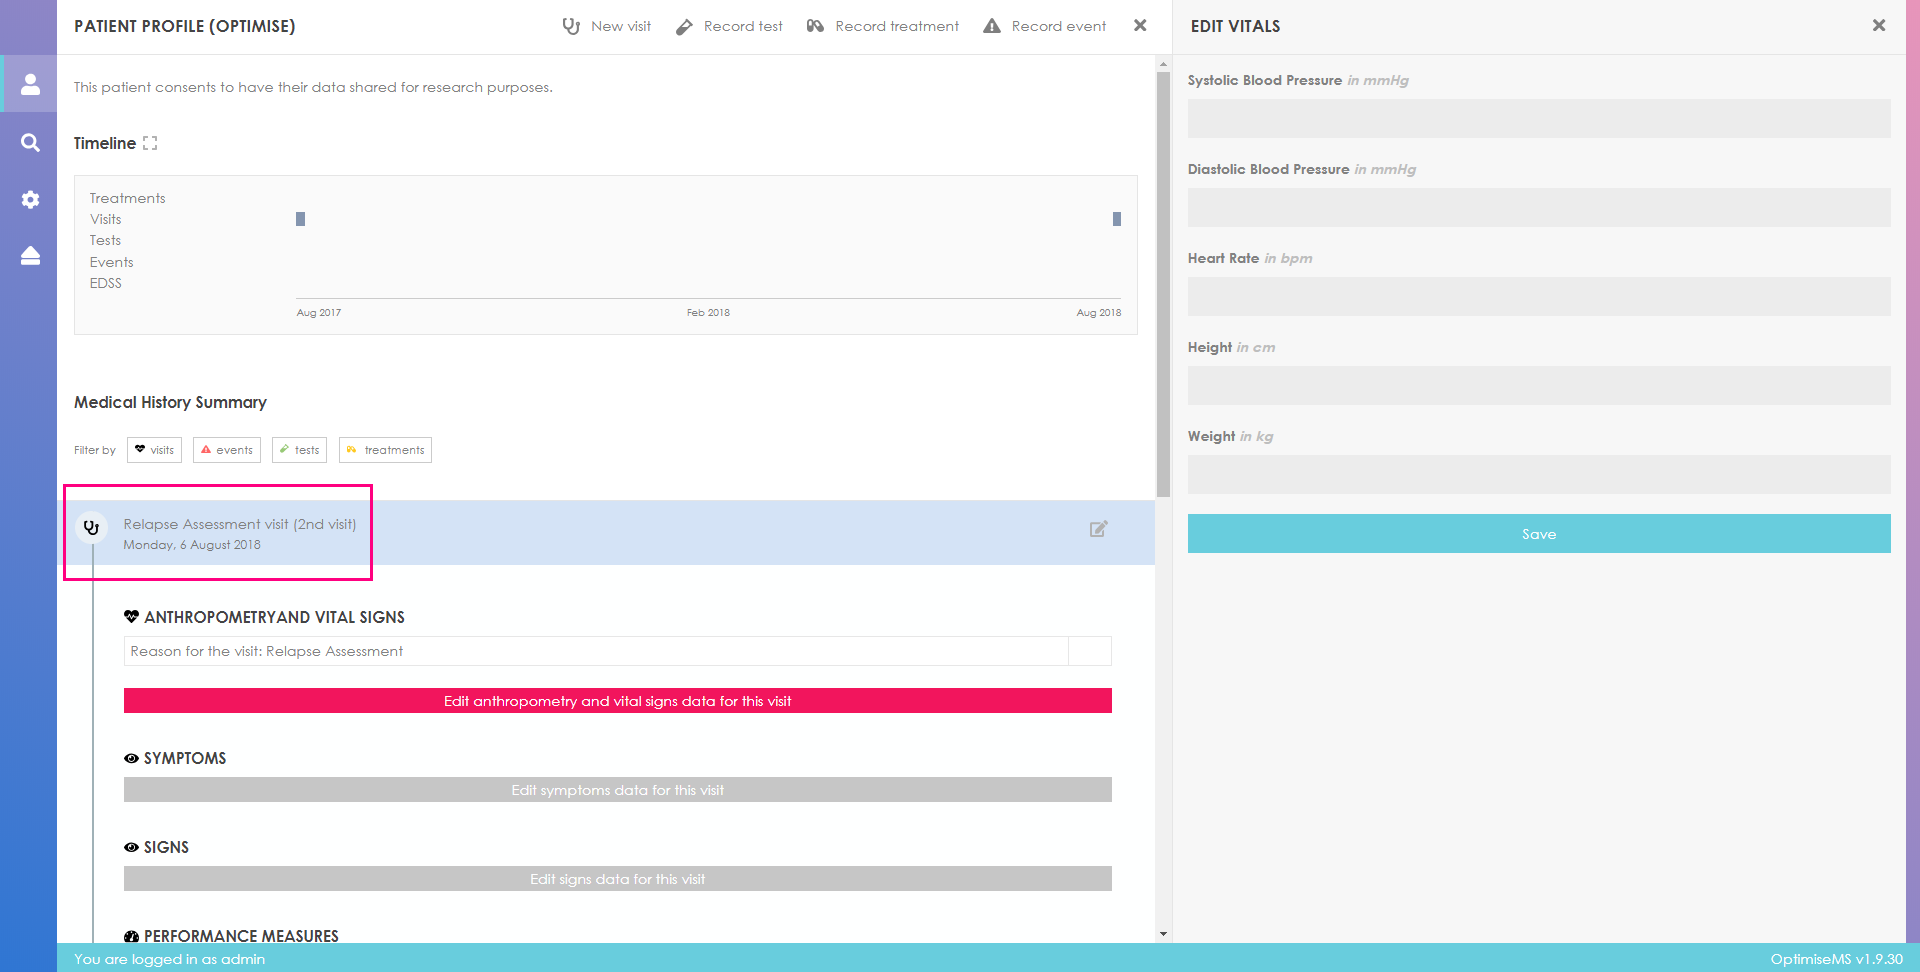 PATIENT PROFILE (OPTIMISE)
New visit
Record test
Record treatment
Record event
This patient consents to have their data shared for research purposes.
Timeline
Treatments
Visits
Tests
Events
EDSS
Aug 2017
Feb 2018
Aug 2018
Medical History Summary
Filter by
visits
events
tests
treatments
Relapse Assessment visit (2nd visit)
Monday, 6 August 2018
ANTHROPOMETRYAND VITAL SIGNS
Reason for the visit: Relapse Assessment
Edit anthropometry and vital signs data for this visit
SYMPTOMS
Edit symptoms data for this visit
SIGNS
Edit signs data for this visit
PERFORMANCE MEASURES
EDIT VITALS
Systolic Blood Pressure in mmHg
Diastolic Blood Pressure in mmHg
Heart Rate in bpm
Height in cm
Weight in kg
Save
You are logged in as admin
OptimiseMS v1.9.30